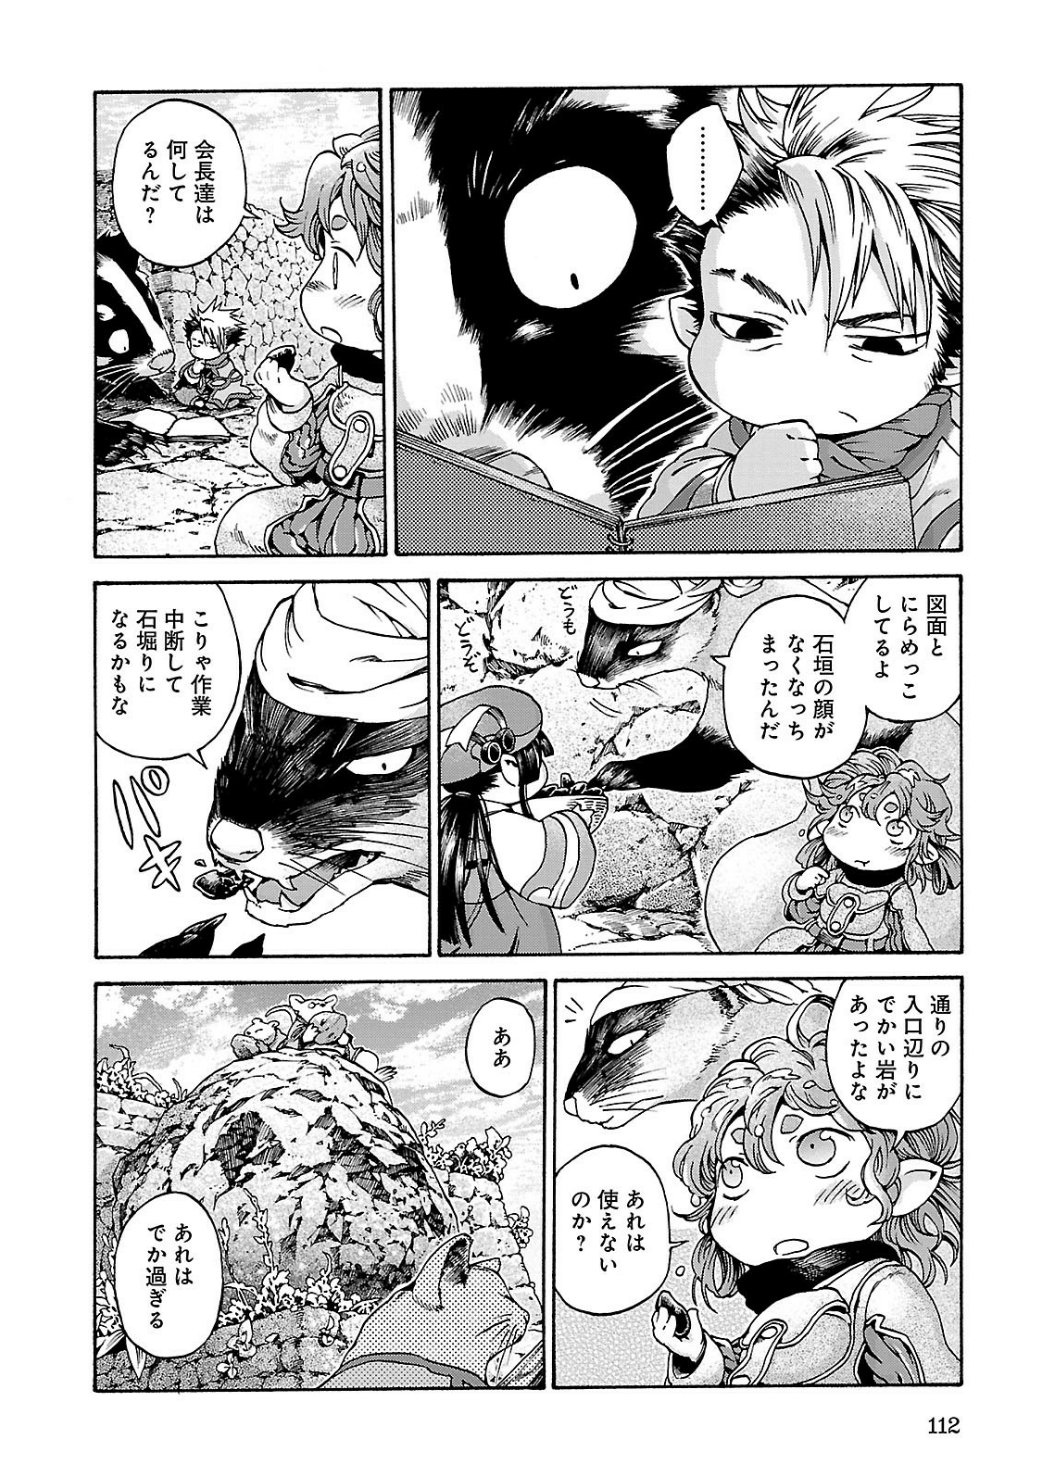 ………
会長達は
何して
るんだ？
図面と
にらめっこ
してるよ
石垣の顔が
なくなっち
まったんだ
どうも
どうぞ
こりゃ作業
中断して
石堀りに
なるかもな
パキ
通りの
入口辺りに
でかい岩が
あったよな
あれは
使えない
のか？
ああ
あれは
でか過ぎる
112